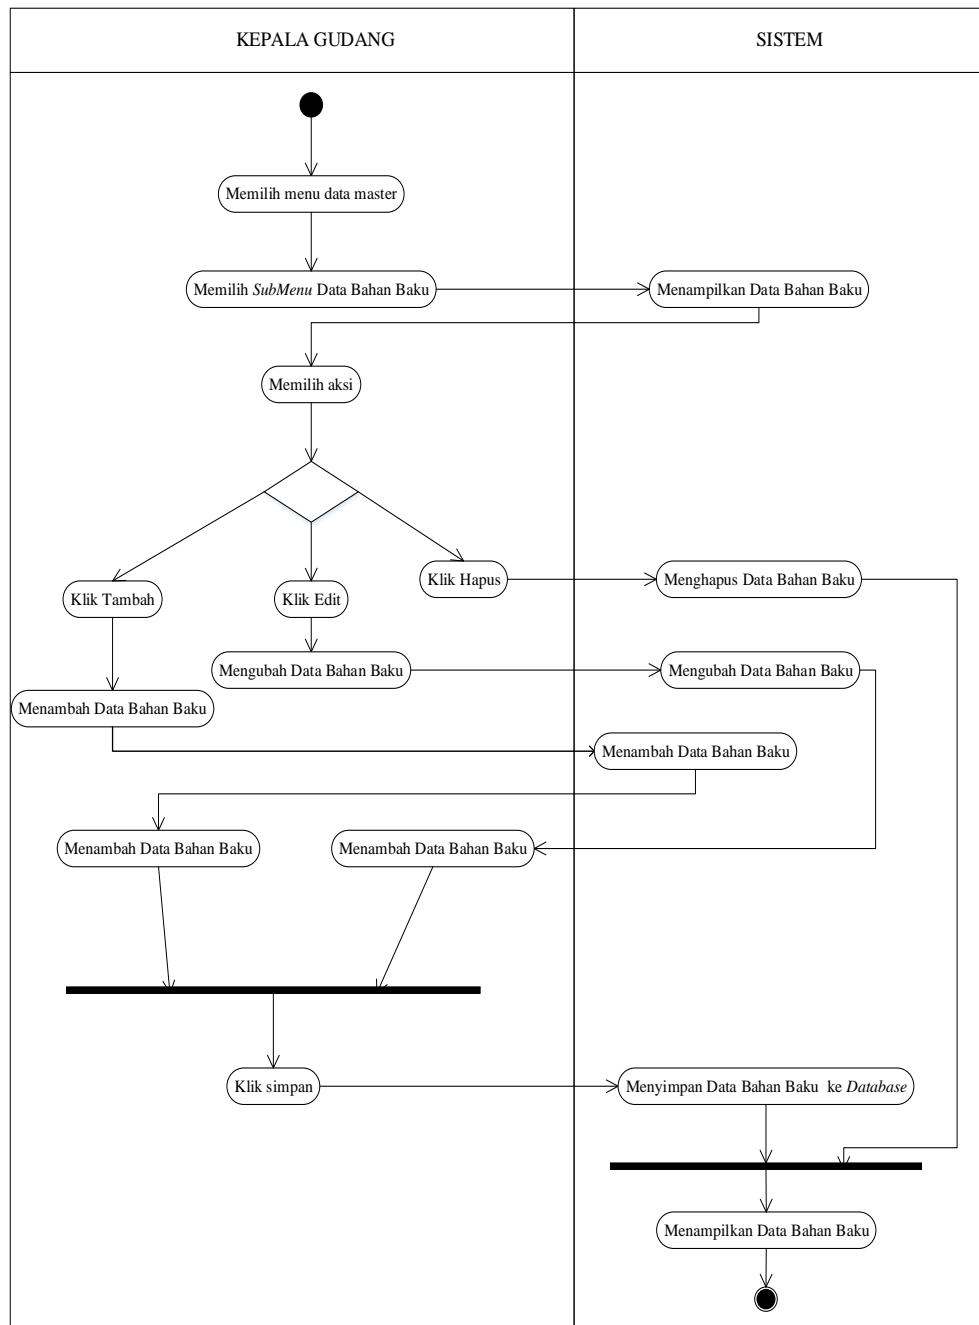 KEPALA GUDANG
SISTEM
Memilih menu data master
Memilih SubMenu Data Bahan Baku
Menampilkan Data Bahan Baku
Memilih aksi
Klik Tambah
Klik Edit
Klik Hapus
Menghapus Data Bahan Baku
Mengubah Data Bahan Baku
Mengubah Data Bahan Baku
Menambah Data Bahan Baku
Menambah Data Bahan Baku
Menambah Data Bahan Baku
Menambah Data Bahan Baku
Klik simpan
Menyimpan Data Bahan Baku ke Database
Menampilkan Data Bahan Baku